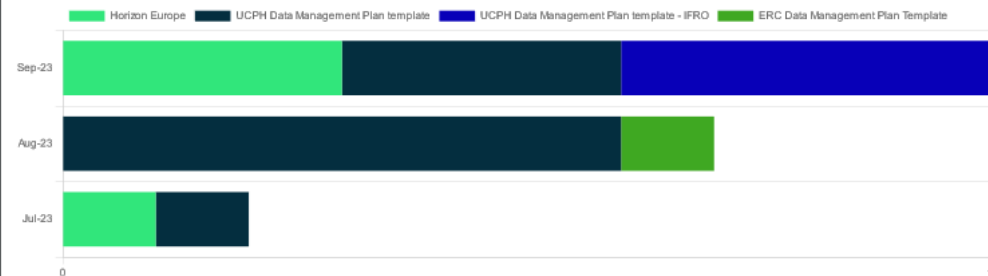 Horizon Europe UCPH Data Management Plan template UCPH Data Management Plan template - IFRO ERC Data Management Plan Template
Sep-23
Aug-23
Jul-23
0